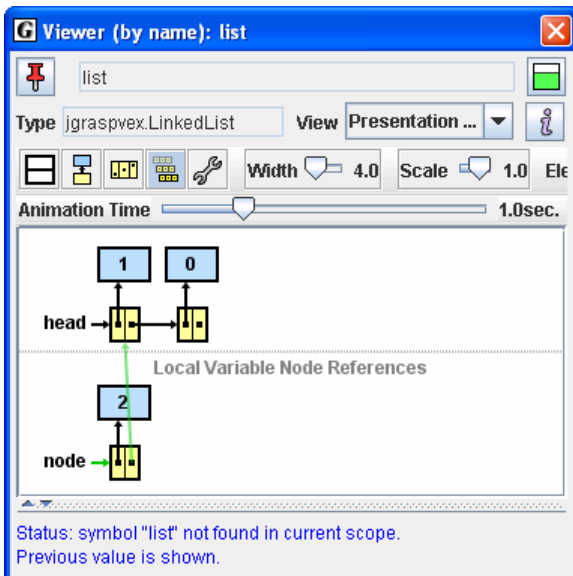 G Viewer (by name): list
list
Type jgraspvex.LinkedList View Presentation ... i
Width 4.0 Scale 1.0 Ele
Animation Time 1.0sec.
1 0
head
Local Variable Node References
2
node
Status: symbol "list" not found in current scope.
Previous value is shown.